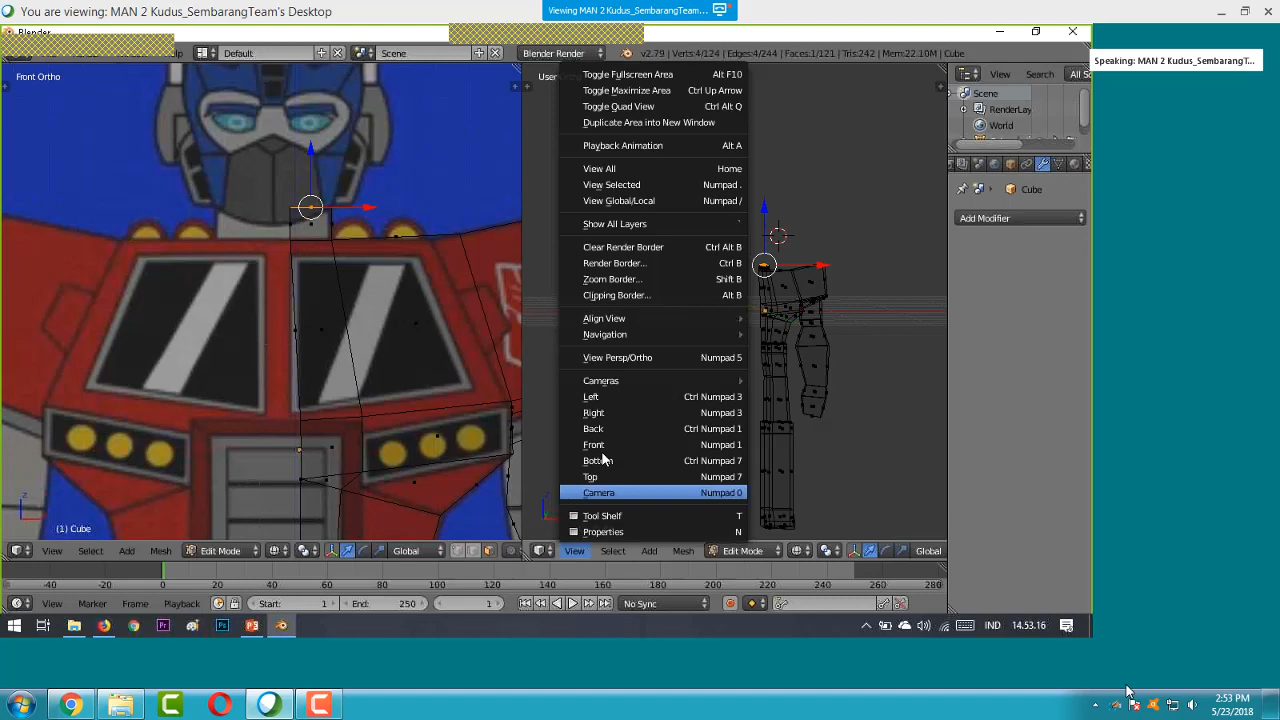 You are viewing: MAN 2 Kudus_SembarangTeam's Desktop
Viewing MAN 2 Kudus_SembarangTeam...
Speaking: MAN 2 Kudus_SembarangT...
Default
Scene
Blender Render
v2.79 | Verts:4/124 | Edges:4/244 | Faces:1/121 | Tris:242 | Mem:22.10M | Cube
Front Ortho
User
Toggle Fullscreen Area Alt F10
Toggle Maximize Area Ctrl Up Arrow
Toggle Quad View Ctrl Alt Q
Duplicate Area into New Window
Playback Animation Alt A
View All Home
View Selected Numpad .
View Global/Local Numpad /
Show All Layers `
Clear Render Border Ctrl Alt B
Render Border... Ctrl B
Zoom Border... Shift B
Clipping Border... Alt B
Align View
Navigation
View Persp/Ortho Numpad 5
Cameras
Left Ctrl Numpad 3
Right Numpad 3
Back Ctrl Numpad 1
Front Numpad 1
Bottom Ctrl Numpad 7
Top Numpad 7
Camera Numpad 0
Tool Shelf T
Properties N
View Search All Sc
Scene
RenderLay
World
Cube
Add Modifier
(1) Cube
View Select Add Mesh Edit Mode Global
View Select Add Mesh Edit Mode Global
-40 -20 0 20 40 60 80 100 120 140 160 180 200 220 240 260 280
View Marker Frame Playback Start: 1 End: 250 1 No Sync
IND 14.53.16
2:53 PM
5/23/2018